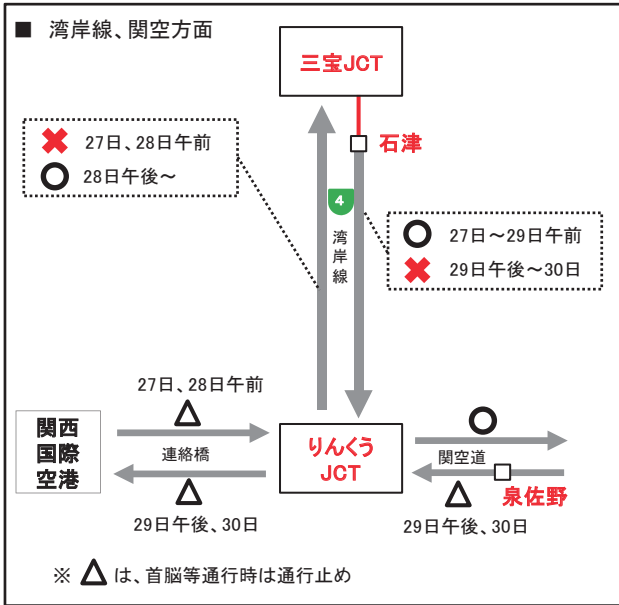 ■ 湾岸線、関空方面
三宝JCT
✖ 27日、28日午前
○ 28日午後～
石津
4
湾岸線
○ 27日～29日午前
✖ 29日午後～30日
27日、28日午前
△
関西
国際
空港
連絡橋
△
29日午後、30日
りんくう
JCT
○
関空道
泉佐野
△
29日午後、30日
※ △ は、首脳等通行時は通行止め